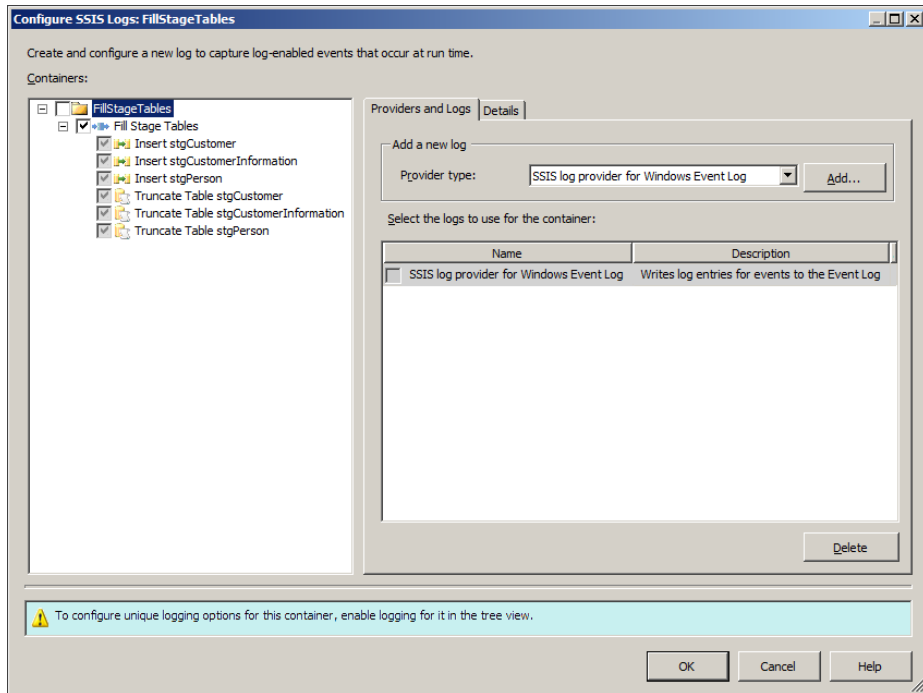 Configure SSIS Logs: FillStageTables
Create and configure a new log to capture log-enabled events that occur at run time.
Containers:
FillStageTables
Fill Stage Tables
Insert stgCustomer
Insert stgCustomerInformation
Insert stgPerson
Truncate Table stgCustomer
Truncate Table stgCustomerInformation
Truncate Table stgPerson
Providers and Logs
Details
Add a new log
Provider type:
SSIS log provider for Windows Event Log
Add...
Select the logs to use for the container:
Name
Description
SSIS log provider for Windows Event Log
Writes log entries for events to the Event Log
Delete
To configure unique logging options for this container, enable logging for it in the tree view.
OK
Cancel
Help